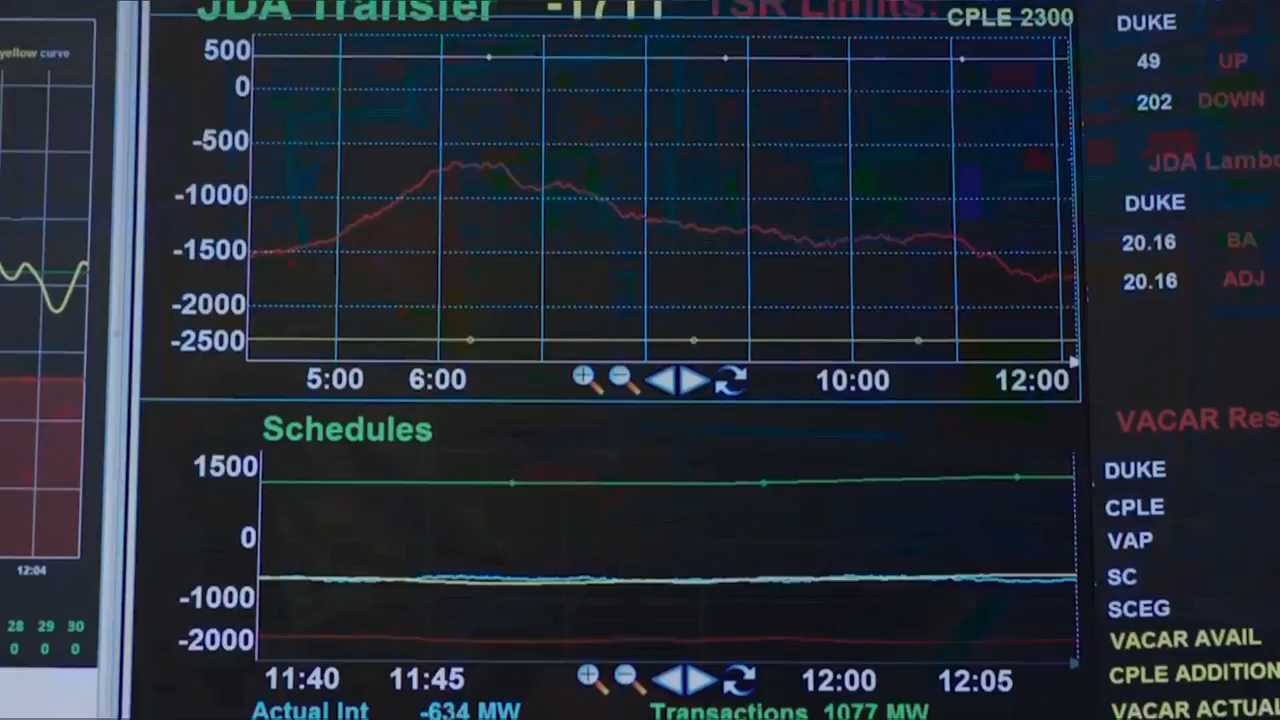 JDA Transfer -1711 TSR Limits:
CPLE 2300
yellow curve
500
0
-500
-1000
-1500
-2000
-2500
5:00 6:00 10:00 12:00
Schedules
1500
0
-1000
-2000
11:40 11:45 12:00 12:05
Actual Int -634 MW Transactions 1077 MW
12:04
28 29 30
0 0 0
DUKE
49 UP
202 DOWN
JDA
DUKE
20.16 BA
20.16 ADJ
VACAR
DUKE
CPLE
VAP
SC
SCEG
VACAR AVAIL
CPLE ADDITION
VACAR ACTUAL